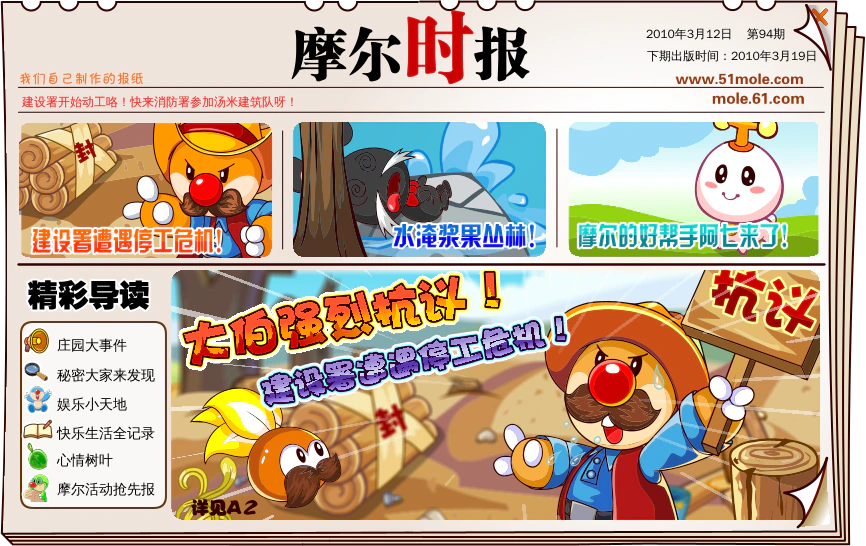 摩尔时报
2010年3月12日 第94期
下期出版时间：2010年3月19日
我们自己制作的报纸
www.51mole.com
建设署开始动工咯！快来消防署参加汤米建筑队呀！
mole.61.com
封
建设署遭遇停工危机！
水淹浆果丛林！
摩尔的好帮手阿七来了！
精彩导读
庄园大事件
秘密大家来发现
娱乐小天地
快乐生活全记录
心情树叶
摩尔活动抢先报
大伯强烈抗议！
建设署遭遇停工危机！
抗议
封
详见A2